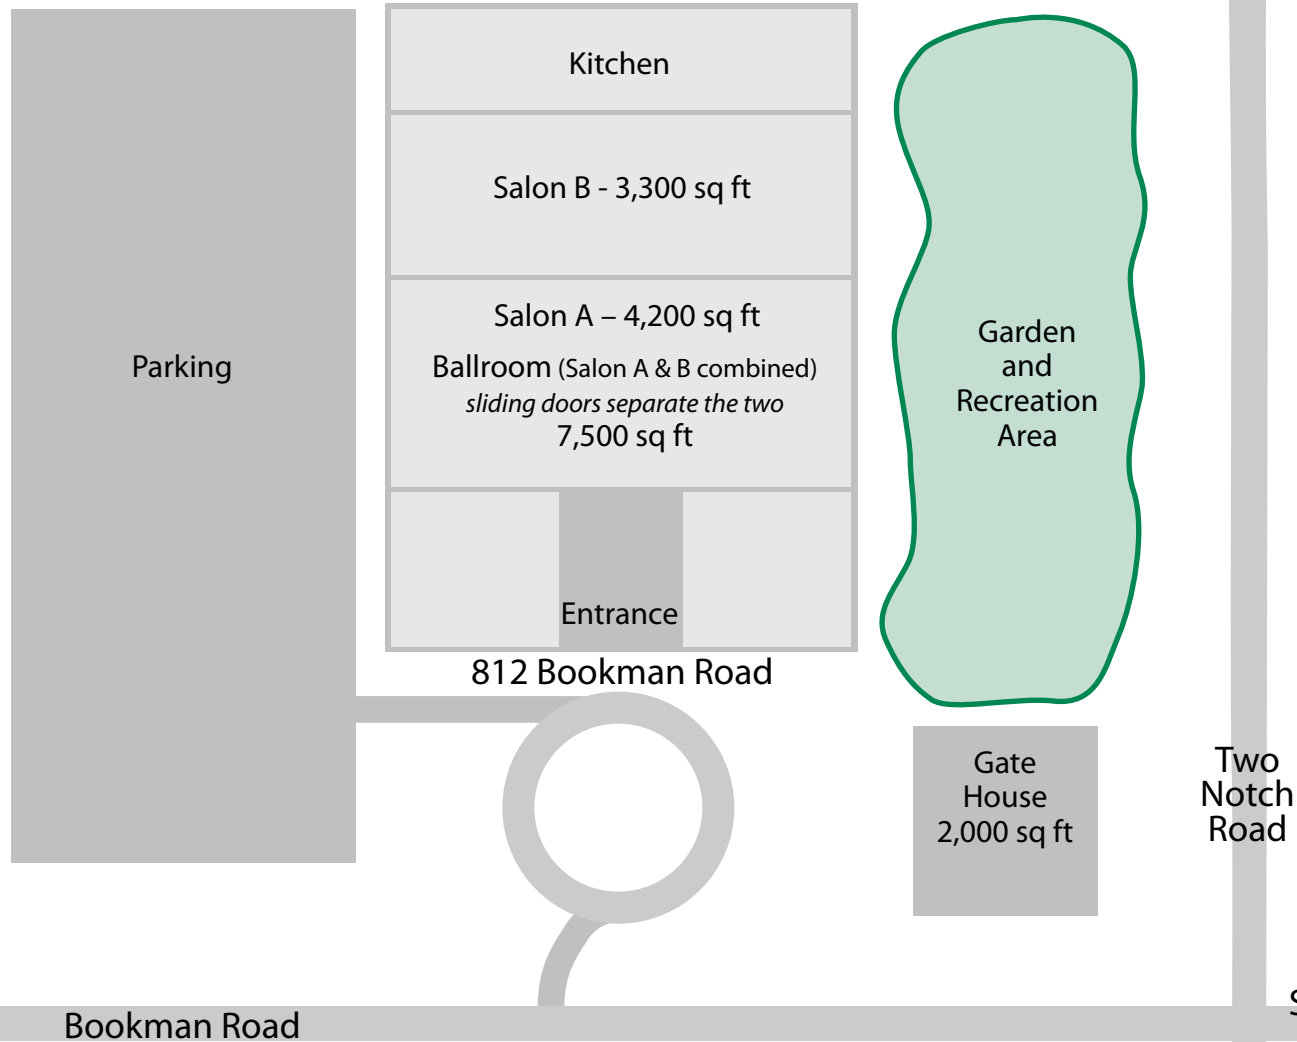 Kitchen
Salon B - 3,300 sq ft
Salon A – 4,200 sq ft
Ballroom (Salon A & B combined)
sliding doors separate the two
7,500 sq ft
Parking
Garden
and
Recreation
Area
Entrance
812 Bookman Road
Gate
House
2,000 sq ft
Two
Notch
Road
Bookman Road